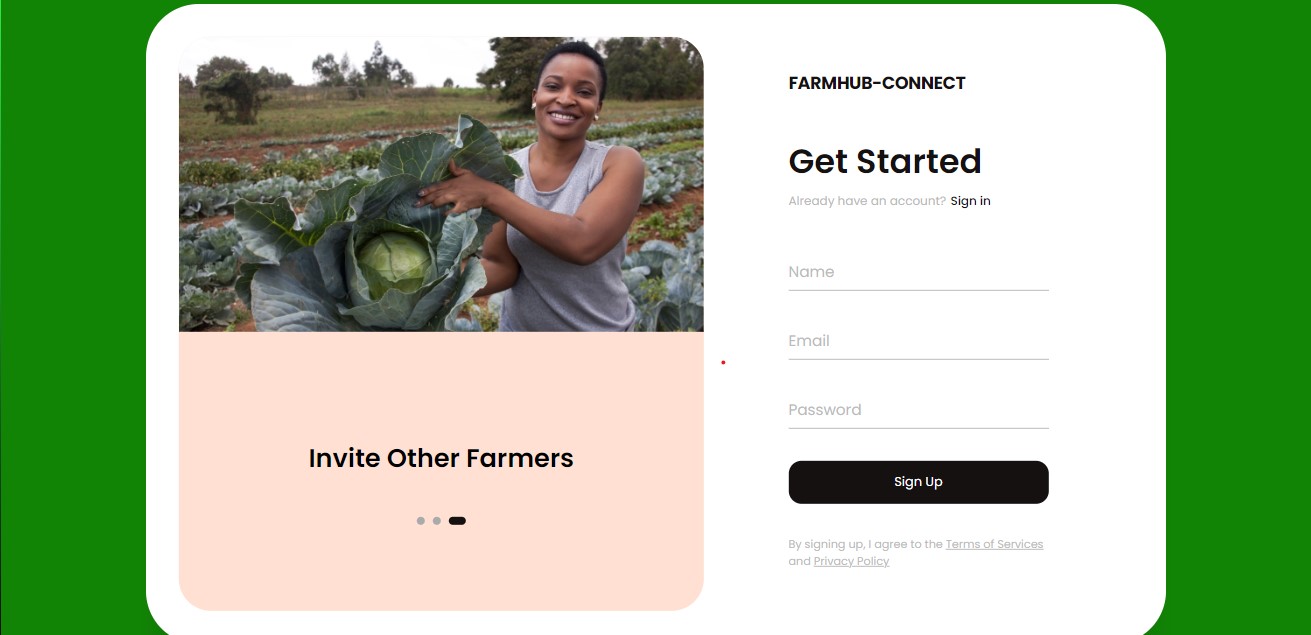 FARMHUB-CONNECT
Get Started
Already have an account? Sign in
Name
Email
Password
Sign Up
By signing up, I agree to the Terms of Services
and Privacy Policy
Invite Other Farmers